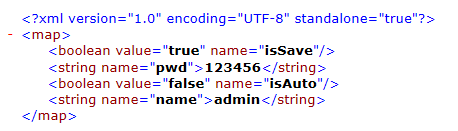 <?xml version="1.0" encoding="UTF-8" standalone="true"?>
- <map>
<boolean value="true" name="isSave"/>
<string name="pwd">123456</string>
<boolean value="false" name="isAuto"/>
<string name="name">admin</string>
</map>